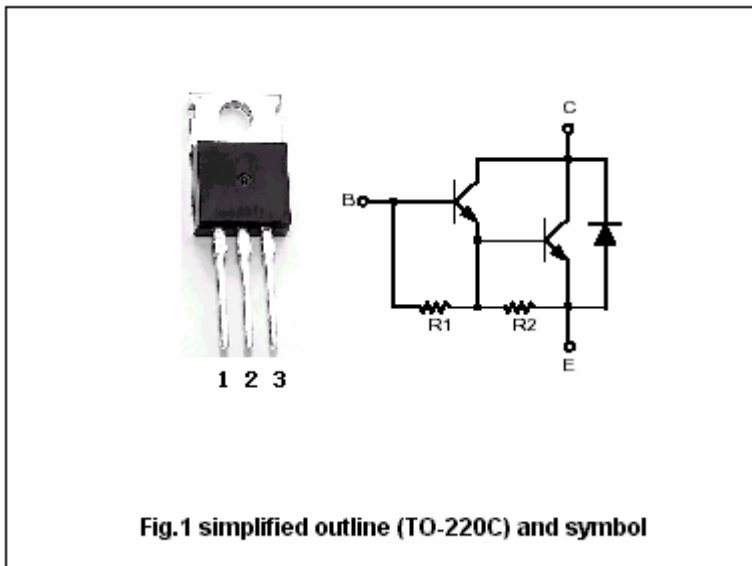 C
B
R1 R2
E
1 2 3
Fig.1 simplified outline (TO-220C) and symbol